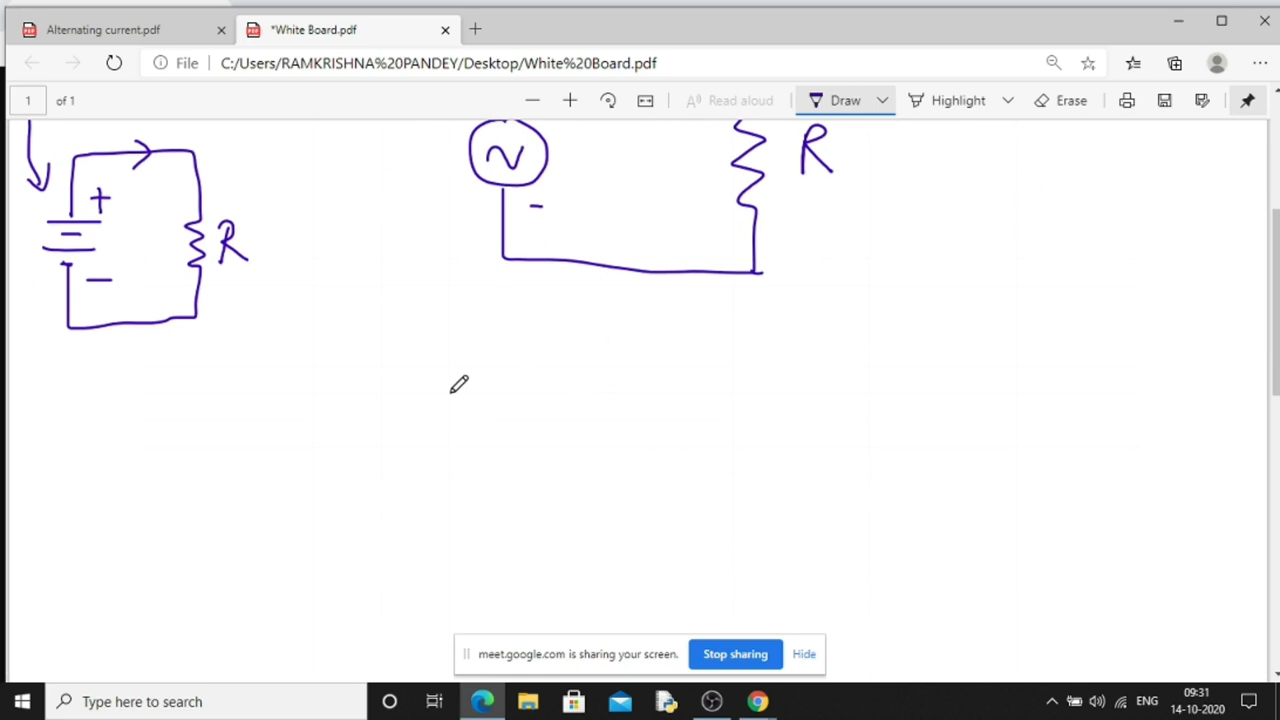 Alternating current.pdf
*White Board.pdf
File
C:/Users/RAMKRISHNA%20PANDEY/Desktop/White%20Board.pdf
1 of 1
Read aloud
Draw
Highlight
Erase
+
R
−
~
-
R
meet.google.com is sharing your screen.
Stop sharing
Hide
Type here to search
ENG
09:31
14-10-2020